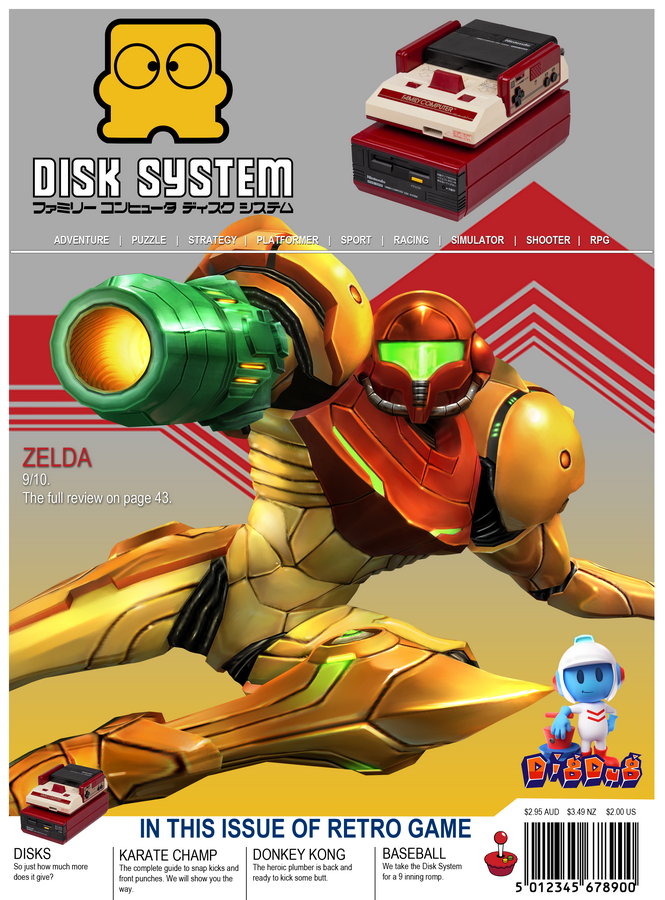 DISK SYSTEM
ファミリー コンピュータ ディスク システム
FAMILY COMPUTER
Nintendo
ADVENTURE | PUZZLE | STRATEGY | PLATFORMER | SPORT | RACING | SIMULATOR | SHOOTER | RPG
ZELDA
9/10.
The full review on page 43.
DigDug
$2.95 AUD $3.49 NZ $2.00 US
IN THIS ISSUE OF RETRO GAME
DISKS
So just how much more
does it give?
KARATE CHAMP
The complete guide to snap kicks and
front punches. We will show you the
way.
DONKEY KONG
The heroic plumber is back and
ready to kick some butt.
BASEBALL
We take the Disk System
for a 9 inning romp.
5 012345 678900